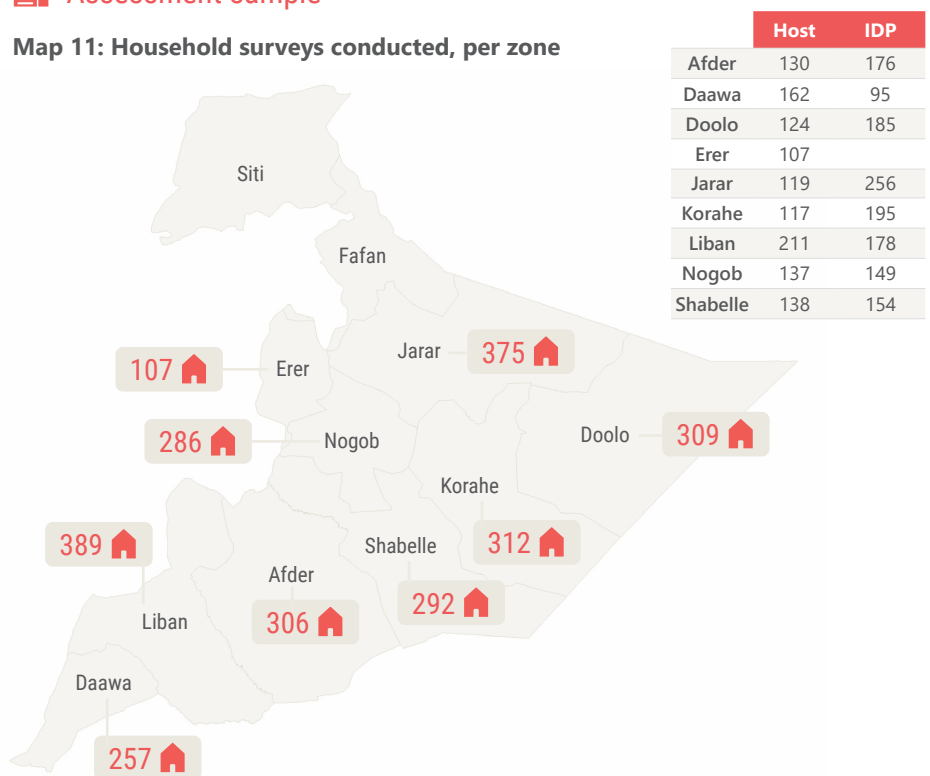 Assessment sample
Map 11: Household surveys conducted, per zone
Host IDP
Afder 130 176
Daawa 162 95
Doolo 124 185
Erer 107
Jarar 119 256
Korahe 117 195
Liban 211 178
Nogob 137 149
Shabelle 138 154
Siti
Fafan
Jarar 375
107 Erer
286 Nogob
Doolo 309
Korahe
312
389
Shabelle
292
Afder
306
Liban
Daawa
257